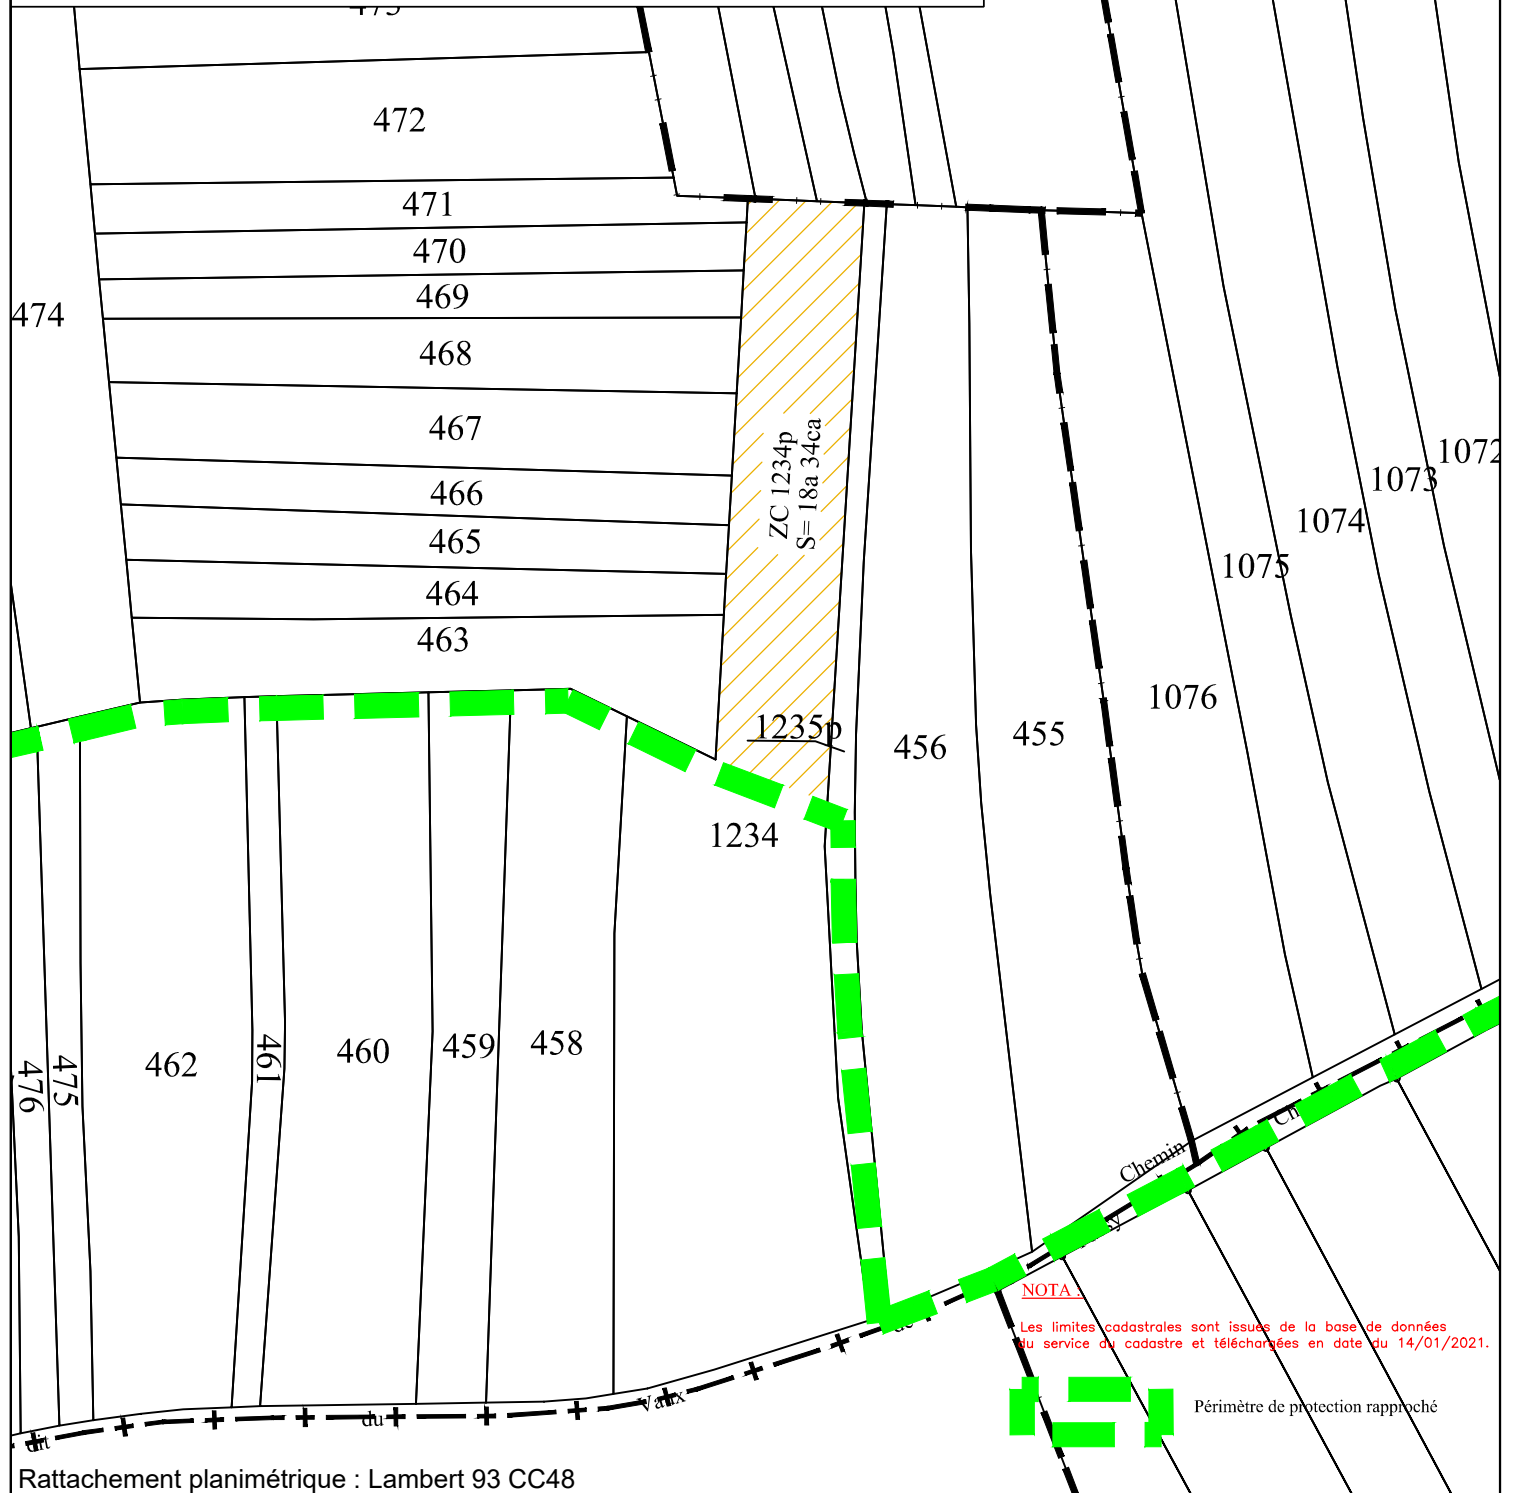 472
471
470
469
474
468
467
466
465
464
463
ZC 1234p
S= 18a 34ca
1072
1073
1074
1075
1076
1235p
456
455
1234
462
461
460
459
458
475
476
Chemin
NOTA :
Les limites cadastrales sont issues de la base de données
du service du cadastre et téléchargées en date du 14/01/2021.
Périmètre de protection rapproché
Vaux
du
dit
Rattachement planimétrique : Lambert 93 CC48